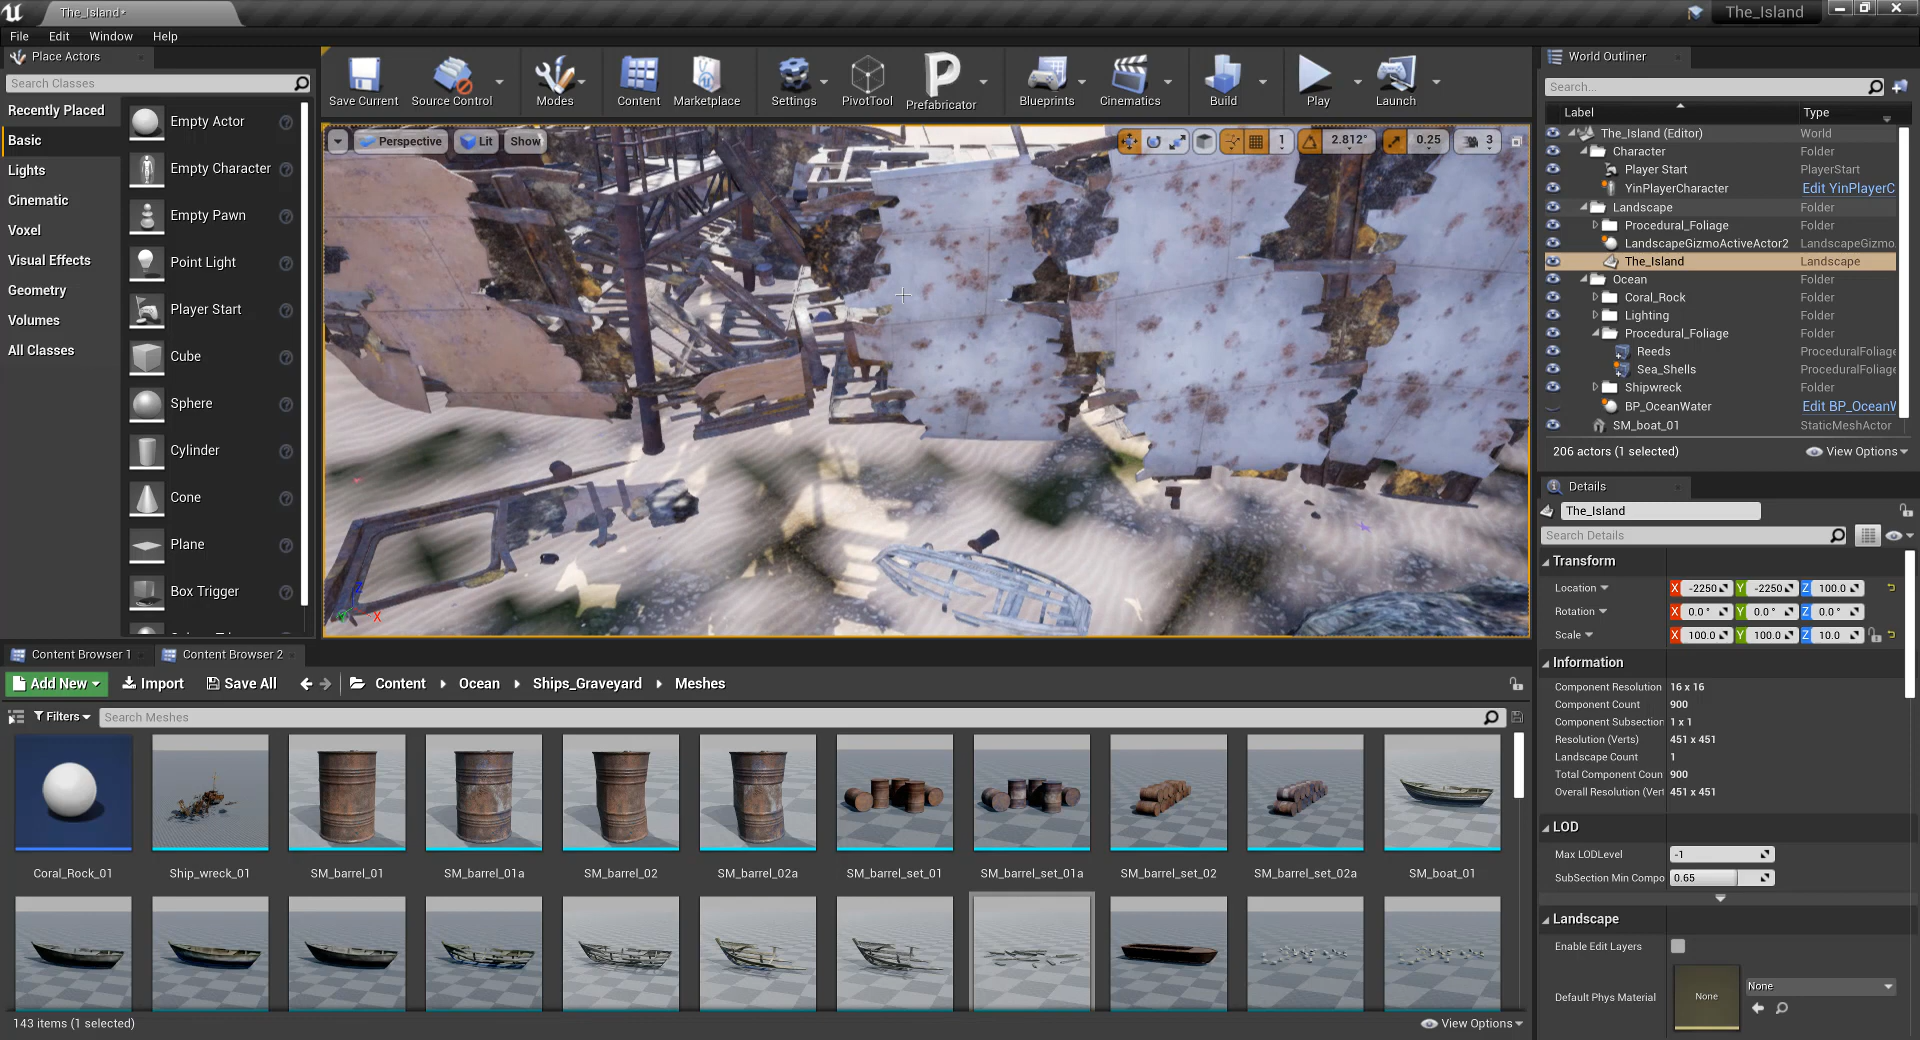 The_Island•
The_Island
File Edit Window Help
Place Actors
Search Classes
Recently Placed
Basic
Lights
Cinematic
Voxel
Visual Effects
Geometry
Volumes
All Classes
Empty Actor
Empty Character
Empty Pawn
Point Light
Player Start
Cube
Sphere
Cylinder
Cone
Plane
Box Trigger
Save Current
Source Control
Modes
Content
Marketplace
Settings
PivotTool
Prefabricator
Blueprints
Cinematics
Build
Play
Launch
Perspective
Lit
Show
1
2.812°
0.25
3
Z
X
World Outliner
Search...
Label Type
The_Island (Editor) World
Character Folder
Player Start PlayerStart
YinPlayerCharacter Edit YinPlayerC
Landscape Folder
Procedural_Foliage Folder
LandscapeGizmoActiveActor2 LandscapeGizmo
The_Island Landscape
Ocean Folder
Coral_Rock Folder
Lighting Folder
Procedural_Foliage Folder
Reeds ProceduralFoliage
Sea_Shells ProceduralFoliage
Shipwreck Folder
BP_OceanWater Edit BP_OceanW
SM_boat_01 StaticMeshActor
206 actors (1 selected) View Options
Details
The_Island
Search Details
Transform
Location X -2250 Y -2250 Z 100.0
Rotation X 0.0° Y 0.0° Z 0.0°
Scale X 100.0 Y 100.0 Z 10.0
Information
Component Resolution 16 x 16
Component Count 900
Component Subsection 1 x 1
Resolution (Verts) 451 x 451
Landscape Count 1
Total Component Coun 900
Overall Resolution (Vert 451 x 451
LOD
Max LODLevel -1
SubSection Min Compo 0.65
Landscape
Enable Edit Layers
Default Phys Material None None
Content Browser 1
Content Browser 2
Add New Import Save All Content Ocean Ships_Graveyard Meshes
Filters Search Meshes
Coral_Rock_01
Ship_wreck_01
SM_barrel_01
SM_barrel_01a
SM_barrel_02
SM_barrel_02a
SM_barrel_set_01
SM_barrel_set_01a
SM_barrel_set_02
SM_barrel_set_02a
SM_boat_01
143 items (1 selected) View Options